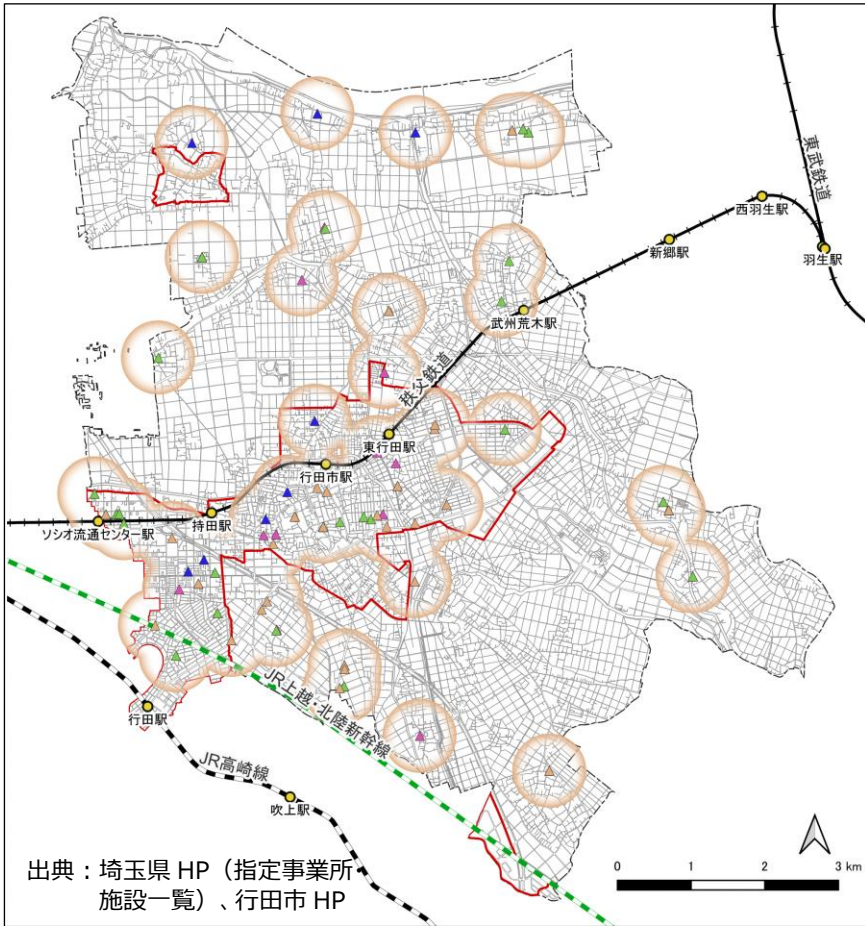 東武鉄道
西羽生駅
新郷駅
羽生駅
武州荒木駅
秩父鉄道
東行田駅
行田市駅
持田駅
ソシオ流通センター駅
JR上越・北陸新幹線
行田駅
JR高崎線
吹上駅
出典：埼玉県 HP（指定事業所
施設一覧）、行田市 HP
0 1 2 3 km